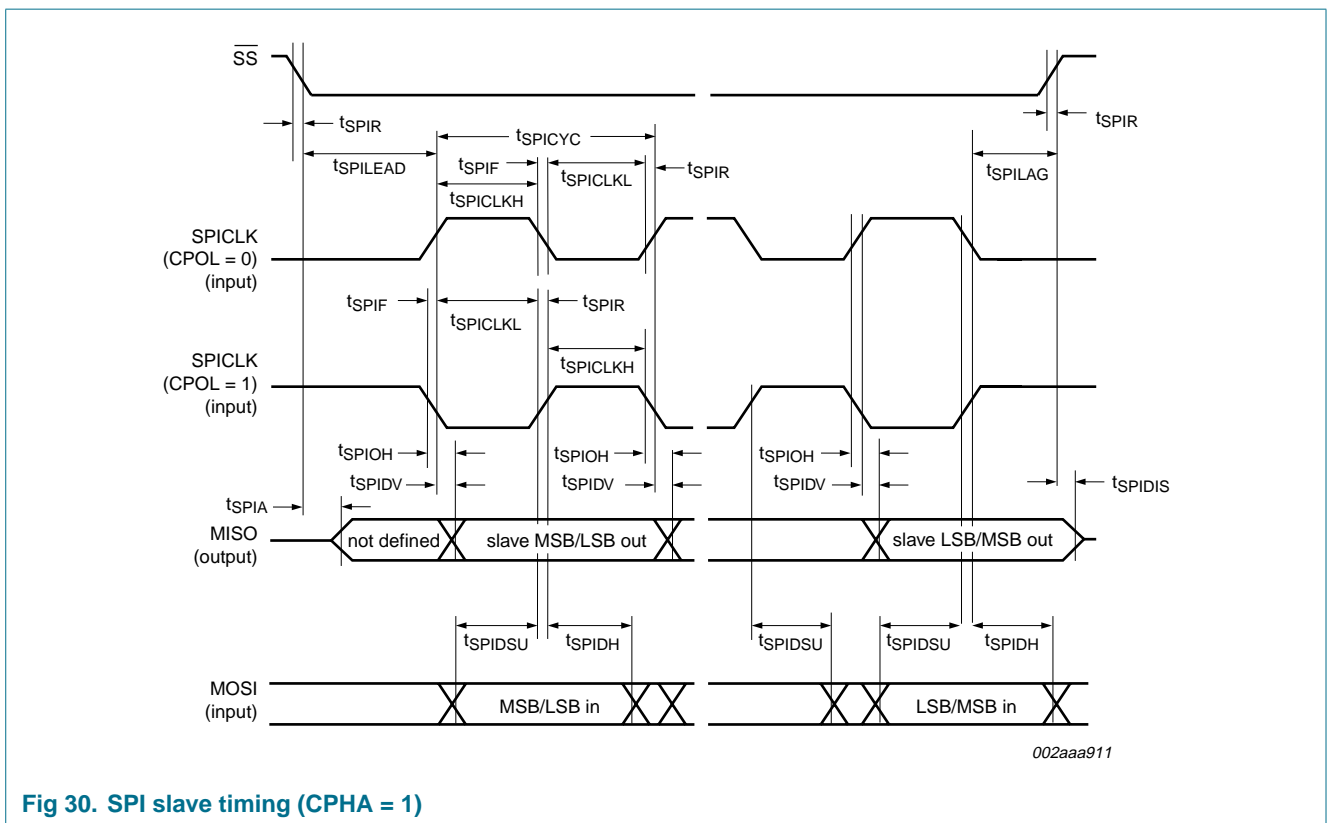 SS
tSPIR
tSPIR
tSPICYC
tSPILEAD
tSPIF
tSPICLKL
tSPIR
tSPILAG
tSPICLKH
SPICLK
(CPOL = 0)
(input)
tSPIF
tSPICLKL
tSPIR
tSPICLKH
SPICLK
(CPOL = 1)
(input)
tSPIOH
tSPIOH
tSPIOH
tSPIDV
tSPIDV
tSPIDV
tSPIDIS
tSPIA
MISO
(output)
not defined
slave MSB/LSB out
slave LSB/MSB out
tSPIDSU
tSPIDH
tSPIDSU
tSPIDSU
tSPIDH
MOSI
(input)
MSB/LSB in
LSB/MSB in
002aaa911
Fig 30. SPI slave timing (CPHA = 1)